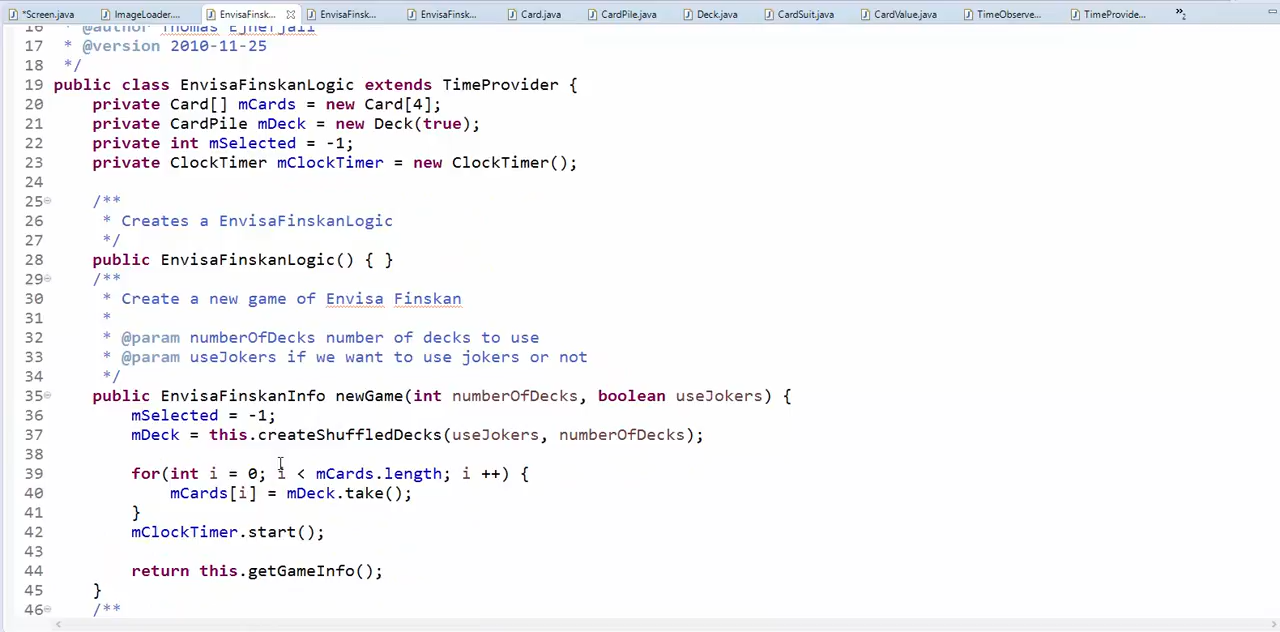 *Screen.java ImageLoader.... EnvisaFinsk... EnvisaFinsk... EnvisaFinsk... Card.java CardPile.java Deck.java CardSuit.java CardValue.java TimeObserve... TimeProvide... »2
16 * @author Thomas Ejnefjäll
17 * @version 2010-11-25
18 */
19 public class EnvisaFinskanLogic extends TimeProvider {
20 private Card[] mCards = new Card[4];
21 private CardPile mDeck = new Deck(true);
22 private int mSelected = -1;
23 private ClockTimer mClockTimer = new ClockTimer();
24
25 /**
26 * Creates a EnvisaFinskanLogic
27 */
28 public EnvisaFinskanLogic() { }
29 /**
30 * Create a new game of Envisa Finskan
31 *
32 * @param numberOfDecks number of decks to use
33 * @param useJokers if we want to use jokers or not
34 */
35 public EnvisaFinskanInfo newGame(int numberOfDecks, boolean useJokers) {
36 mSelected = -1;
37 mDeck = this.createShuffledDecks(useJokers, numberOfDecks);
38
39 for(int i = 0; i < mCards.length; i ++) {
40 mCards[i] = mDeck.take();
41 }
42 mClockTimer.start();
43
44 return this.getGameInfo();
45 }
46 /**